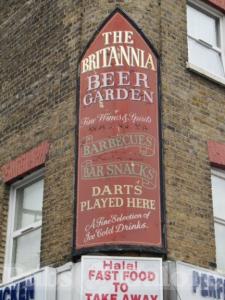 THE
BRITANNIA
BEER
GARDEN
Fine Wines & Spirits
BARBECUES
BAR SNACKS
DARTS
PLAYED HERE
A Fine Selection of
Ice Cold Drinks.
Halal
FAST FOOD TO
TAKE AWAY